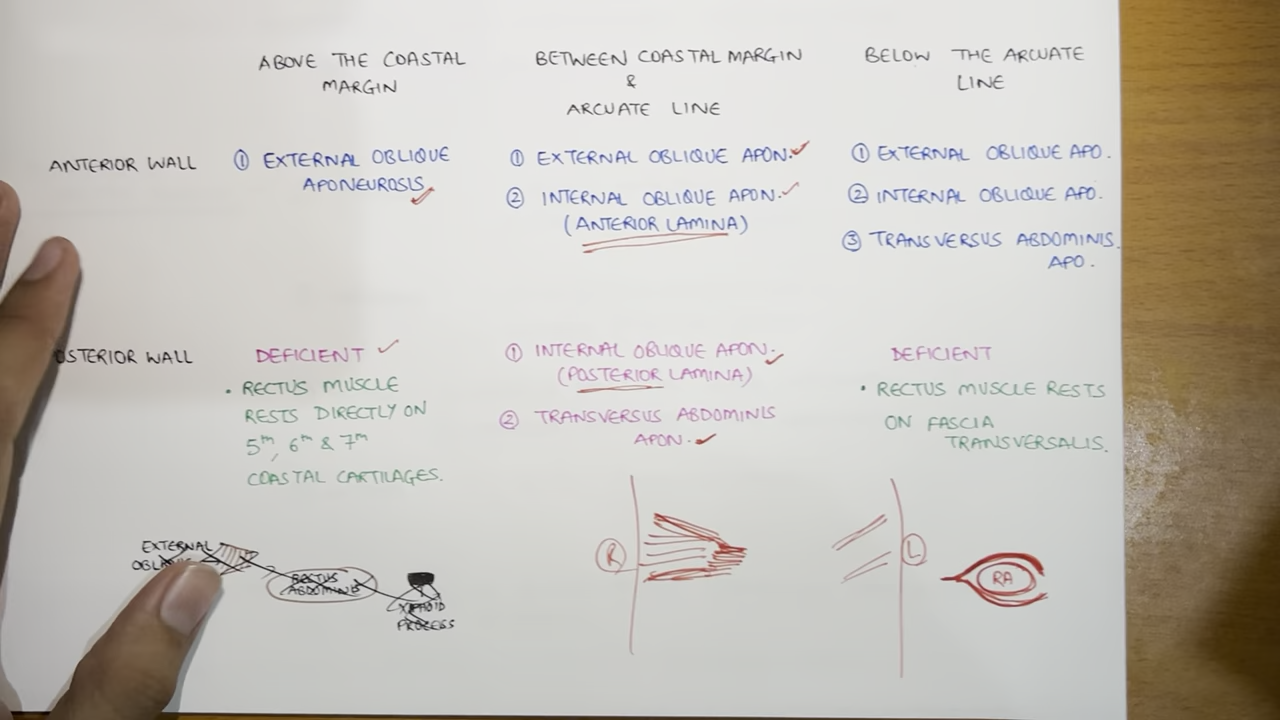 ABOVE THE COASTAL
MARGIN
BETWEEN COASTAL MARGIN
&
ARCUATE LINE
BELOW THE ARCUATE
LINE
ANTERIOR WALL
① EXTERNAL OBLIQUE
APONEUROSIS
① EXTERNAL OBLIQUE APON.
② INTERNAL OBLIQUE APON.
(ANTERIOR LAMINA)
① EXTERNAL OBLIQUE APO.
② INTERNAL OBLIQUE APO.
③ TRANSVERSUS ABDOMINIS
APO.
OSTERIOR WALL
DEFICIENT
• RECTUS MUSCLE
RESTS DIRECTLY ON
5th, 6th & 7th
COASTAL CARTILAGES.
① INTERNAL OBLIQUE APON.
(POSTERIOR LAMINA)
② TRANSVERSUS ABDOMINIS
APON.
DEFICIENT
• RECTUS MUSCLE RESTS
ON FASCIA
TRANSVERSALIS.
EXTERNAL
RECTUS
ABDOMINIS
XIPHOID
PROCESS
R
L
RA